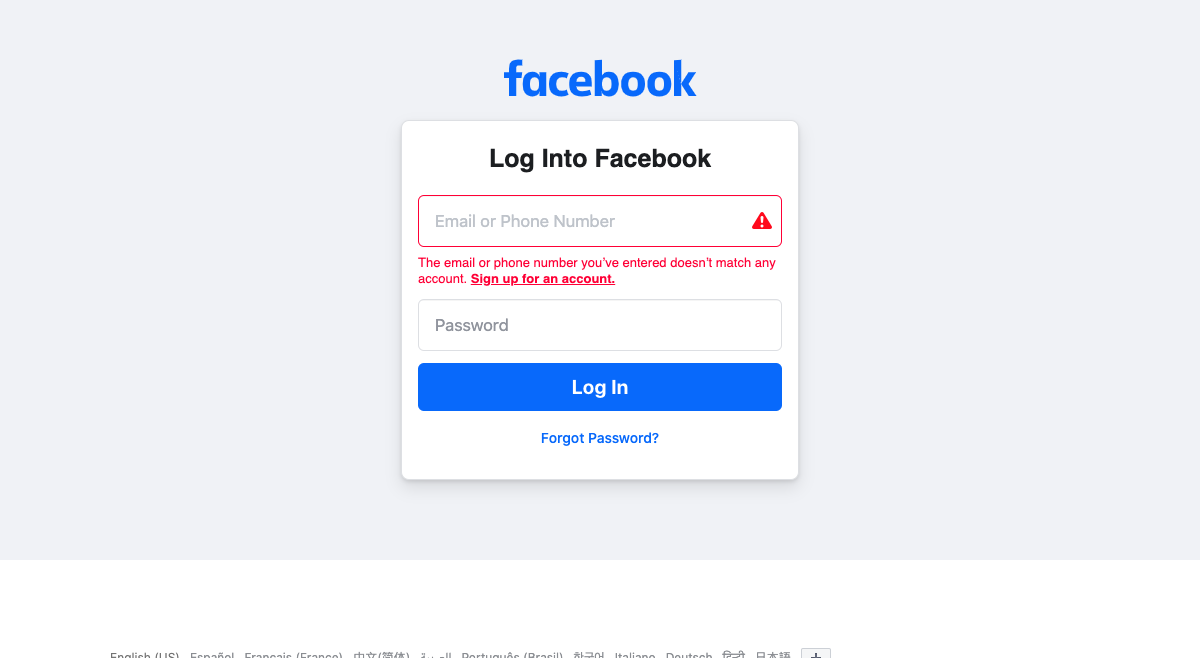 facebook
Log Into Facebook
Email or Phone Number
The email or phone number you’ve entered doesn’t match any
account. Sign up for an account.
Password
Log In
Forgot Password?
English (US) Español Français (France) 中文(简体) العربية Português (Brasil) 한국어 Italiano Deutsch हिन्दी 日本語